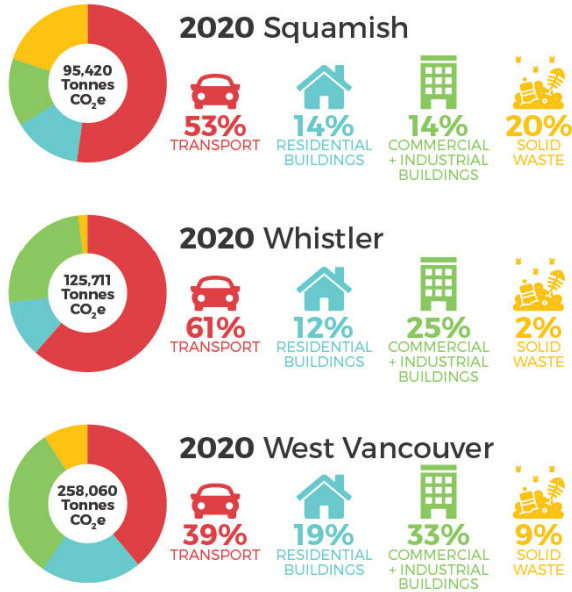 2020 Squamish
95,420
Tonnes
CO₂e
53%
TRANSPORT
14%
RESIDENTIAL
BUILDINGS
14%
COMMERCIAL
+ INDUSTRIAL
BUILDINGS
20%
SOLID
WASTE
2020 Whistler
125,711
Tonnes
CO₂e
61%
TRANSPORT
12%
RESIDENTIAL
BUILDINGS
25%
COMMERCIAL
+ INDUSTRIAL
BUILDINGS
2%
SOLID
WASTE
2020 West Vancouver
258,060
Tonnes
CO₂e
39%
TRANSPORT
19%
RESIDENTIAL
BUILDINGS
33%
COMMERCIAL
+ INDUSTRIAL
BUILDINGS
9%
SOLID
WASTE